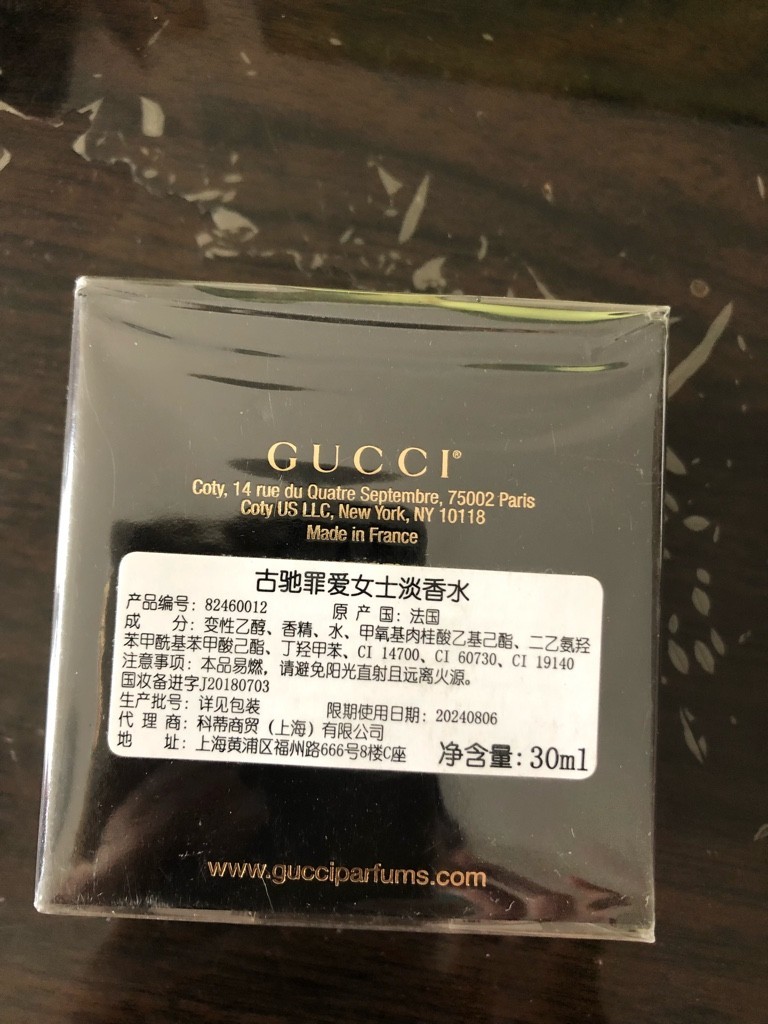 GUCCI®
Coty, 14 rue du Quatre Septembre, 75002 Paris
Coty US LLC, New York, NY 10118
Made in France
古驰罪爱女士淡香水
产品编号: 82460012 原 产 国: 法国
成 分: 变性乙醇、香精、水、甲氧基肉桂酸乙基己酯、二乙氨羟
苯甲酰基苯甲酸己酯、丁羟甲苯、CI 14700、CI 60730、CI 19140
注意事项: 本品易燃，请避免阳光直射且远离火源。
国妆备进字J20180703
生产批号: 详见包装 限期使用日期: 20240806
代 理 商: 科蒂商贸（上海）有限公司
地 址: 上海黄浦区福州路666号8楼C座 净含量: 30ml
www.gucciparfums.com